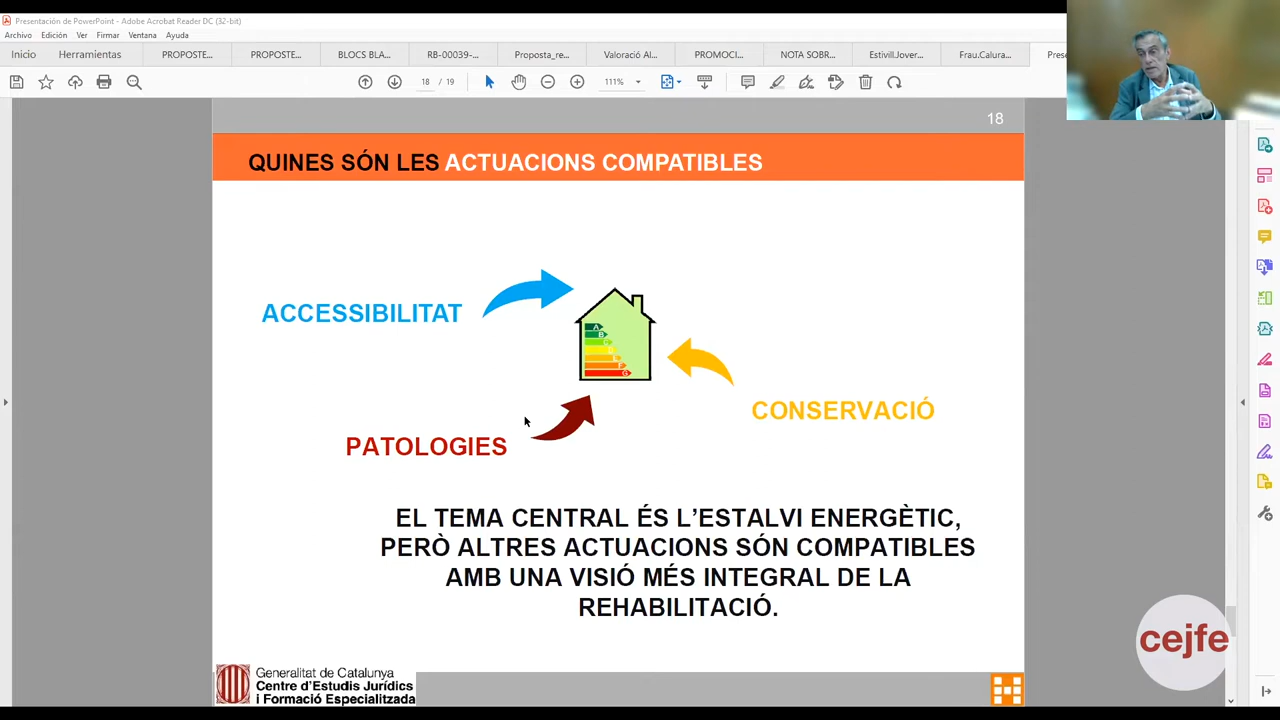 Presentación de PowerPoint - Adobe Acrobat Reader DC (32-bit)
Archivo Edición Ver Firmar Ventana Ayuda
Inicio Herramientas PROPOSTE... PROPOSTE... BLOCS BLA... RB-00039-... Proposta_re... Valoració Al... PROMOCI... NOTA SOBR... Estivill.Jover... Frau.Calura... Pres
18 / 19 111%
18
QUINES SÓN LES ACTUACIONS COMPATIBLES
ACCESSIBILITAT
A
B
C
F
G
CONSERVACIÓ
PATOLOGIES
EL TEMA CENTRAL ÉS L'ESTALVI ENERGÈTIC,
PERÒ ALTRES ACTUACIONS SÓN COMPATIBLES
AMB UNA VISIÓ MÉS INTEGRAL DE LA
REHABILITACIÓ.
cejfe
Generalitat de Catalunya
Centre d'Estudis Jurídics
i Formació Especialitzada